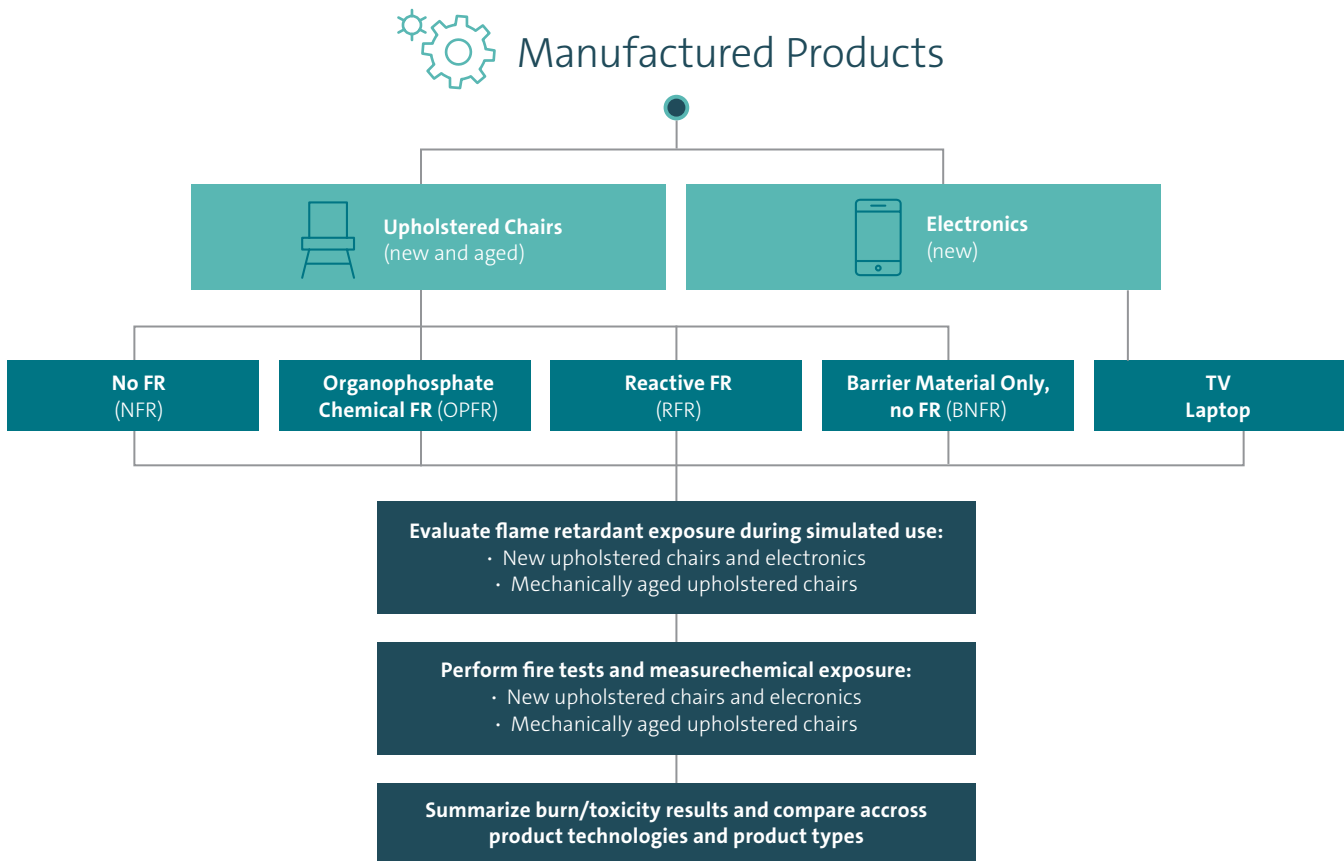 Manufactured Products
Upholstered Chairs
(new and aged)
Electronics
(new)
No FR
(NFR)
Organophosphate
Chemical FR (OPFR)
Reactive FR
(RFR)
Barrier Material Only,
no FR (BNFR)
TV
Laptop
Evaluate flame retardant exposure during simulated use:
· New upholstered chairs and electronics
· Mechanically aged upholstered chairs
Perform fire tests and measurechemical exposure:
· New upholstered chairs and elecronics
· Mechanically aged upholstered chairs
Summarize burn/toxicity results and compare accross
product technologies and product types